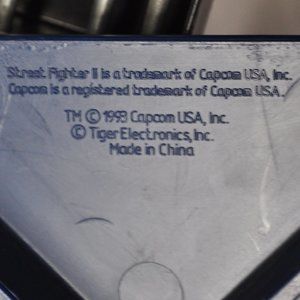 Street Fighter II is a trademark of Capcom USA, Inc.
Capcom is a registered trademark of Capcom USA.
TM © 1993 Capcom USA, Inc.
© Tiger Electronics, Inc.
Made in China